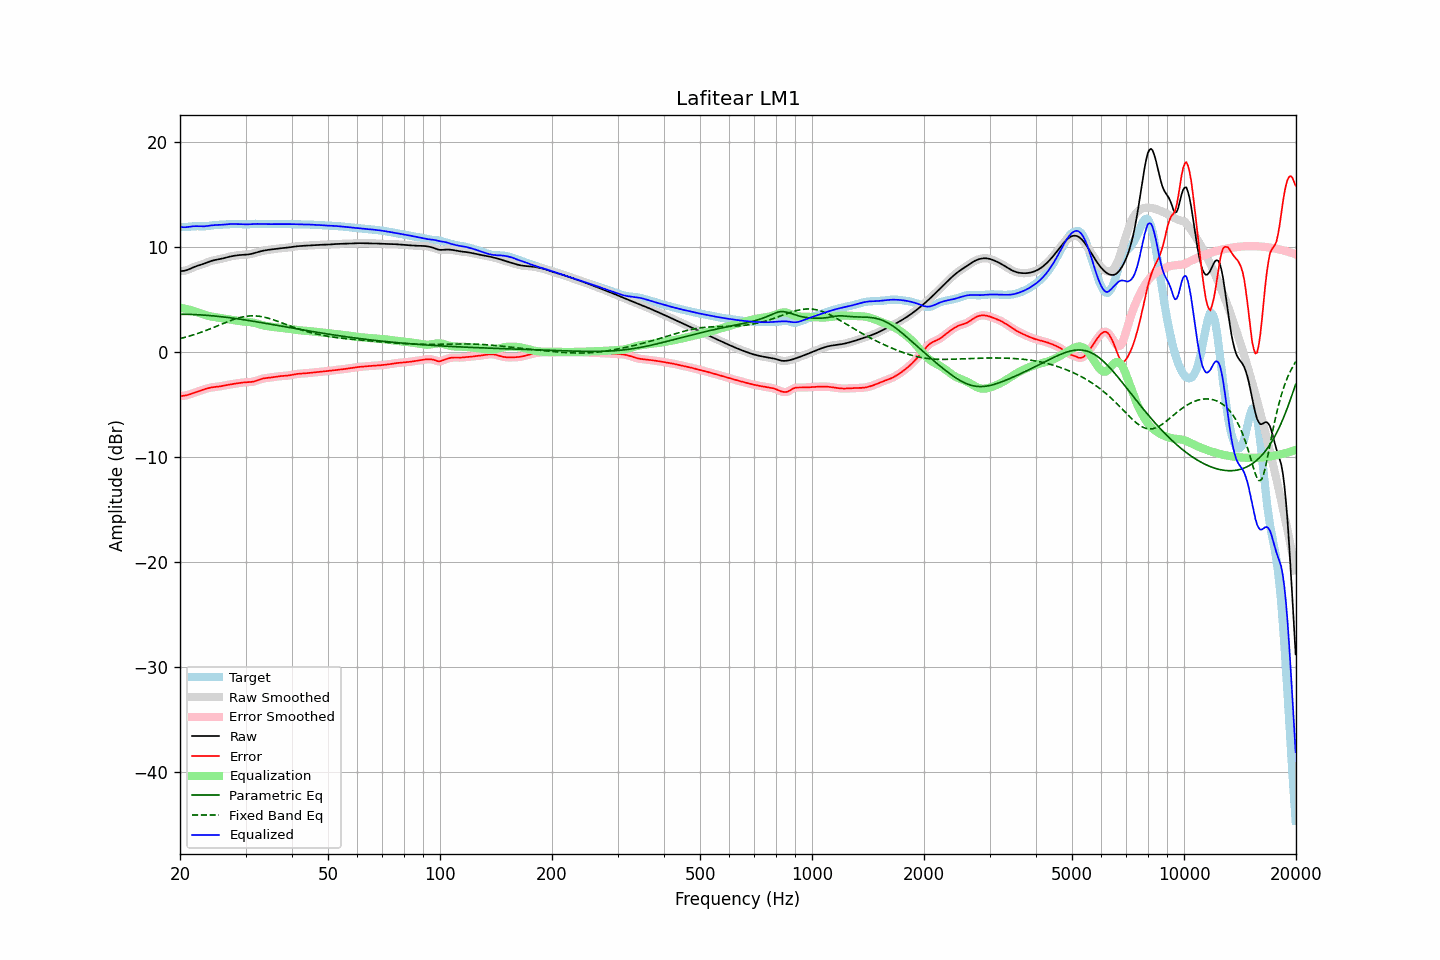 Lafitear LM1
20
10
0
−10
−20
−30
−40
Amplitude (dBr)
Target
Raw Smoothed
Error Smoothed
Raw
Error
Equalization
Parametric Eq
Fixed Band Eq
Equalized
20 50 100 200 500 1000 2000 5000 10000 20000
Frequency (Hz)